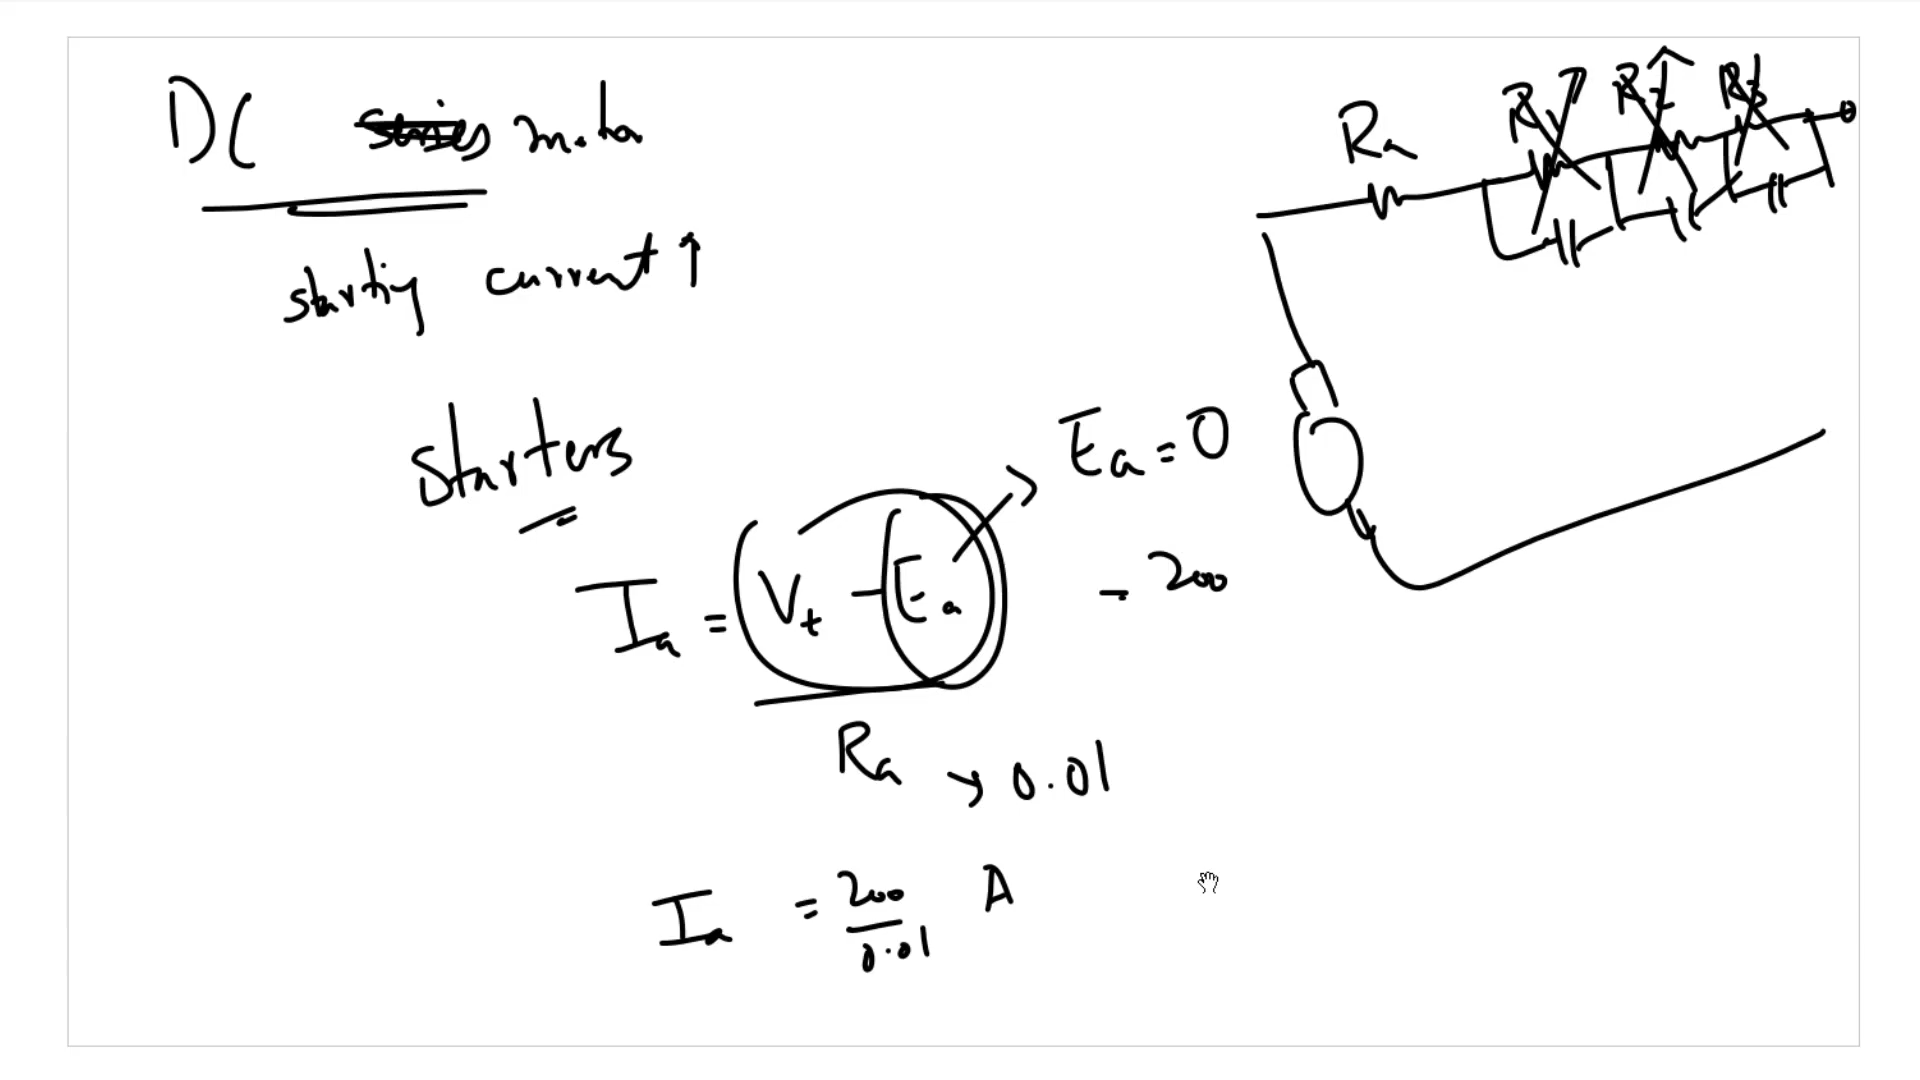 DC motor
starting current ↑
Starters
Ra R1 R2 R3
Ea = 0
Ia = (Vt - Ea) = 200
Ra → 0.01
Ia = 200 A
0.01